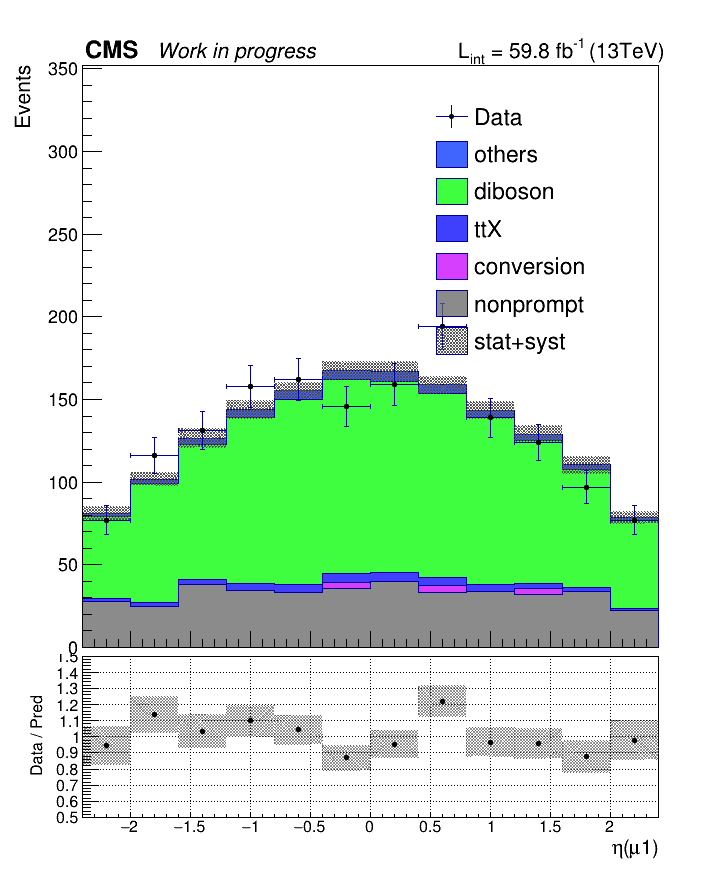 CMS Work in progress L_int = 59.8 fb⁻¹ (13TeV)
Events
350
300
250
200
150
100
50
0
Data
others
diboson
ttX
conversion
nonprompt
stat+syst
Data / Pred
1.5
1.4
1.3
1.2
1.1
1
0.9
0.8
0.7
0.6
0.5
−2 −1.5 −1 −0.5 0 0.5 1 1.5 2
η(μ1)